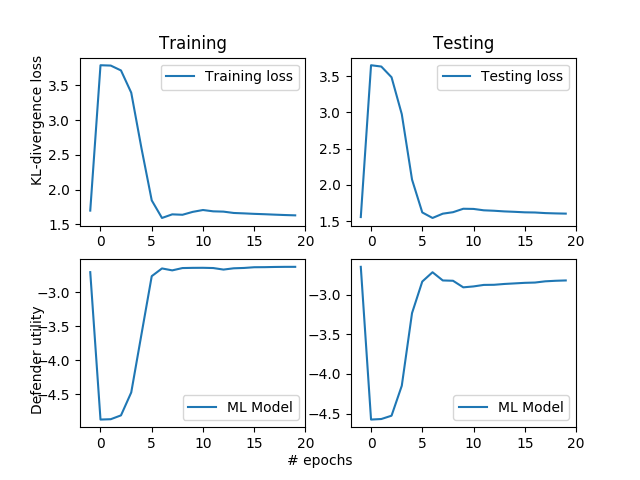 Training
Testing
KL-divergence loss
3.5
3.0
2.5
2.0
1.5
Training loss
0 5 10 15 20
3.5
3.0
2.5
2.0
1.5
Testing loss
0 5 10 15 20
Defender utility
−3.0
−3.5
−4.0
−4.5
ML Model
0 5 10 15 20
−3.0
−3.5
−4.0
−4.5
ML Model
0 5 10 15 20
# epochs